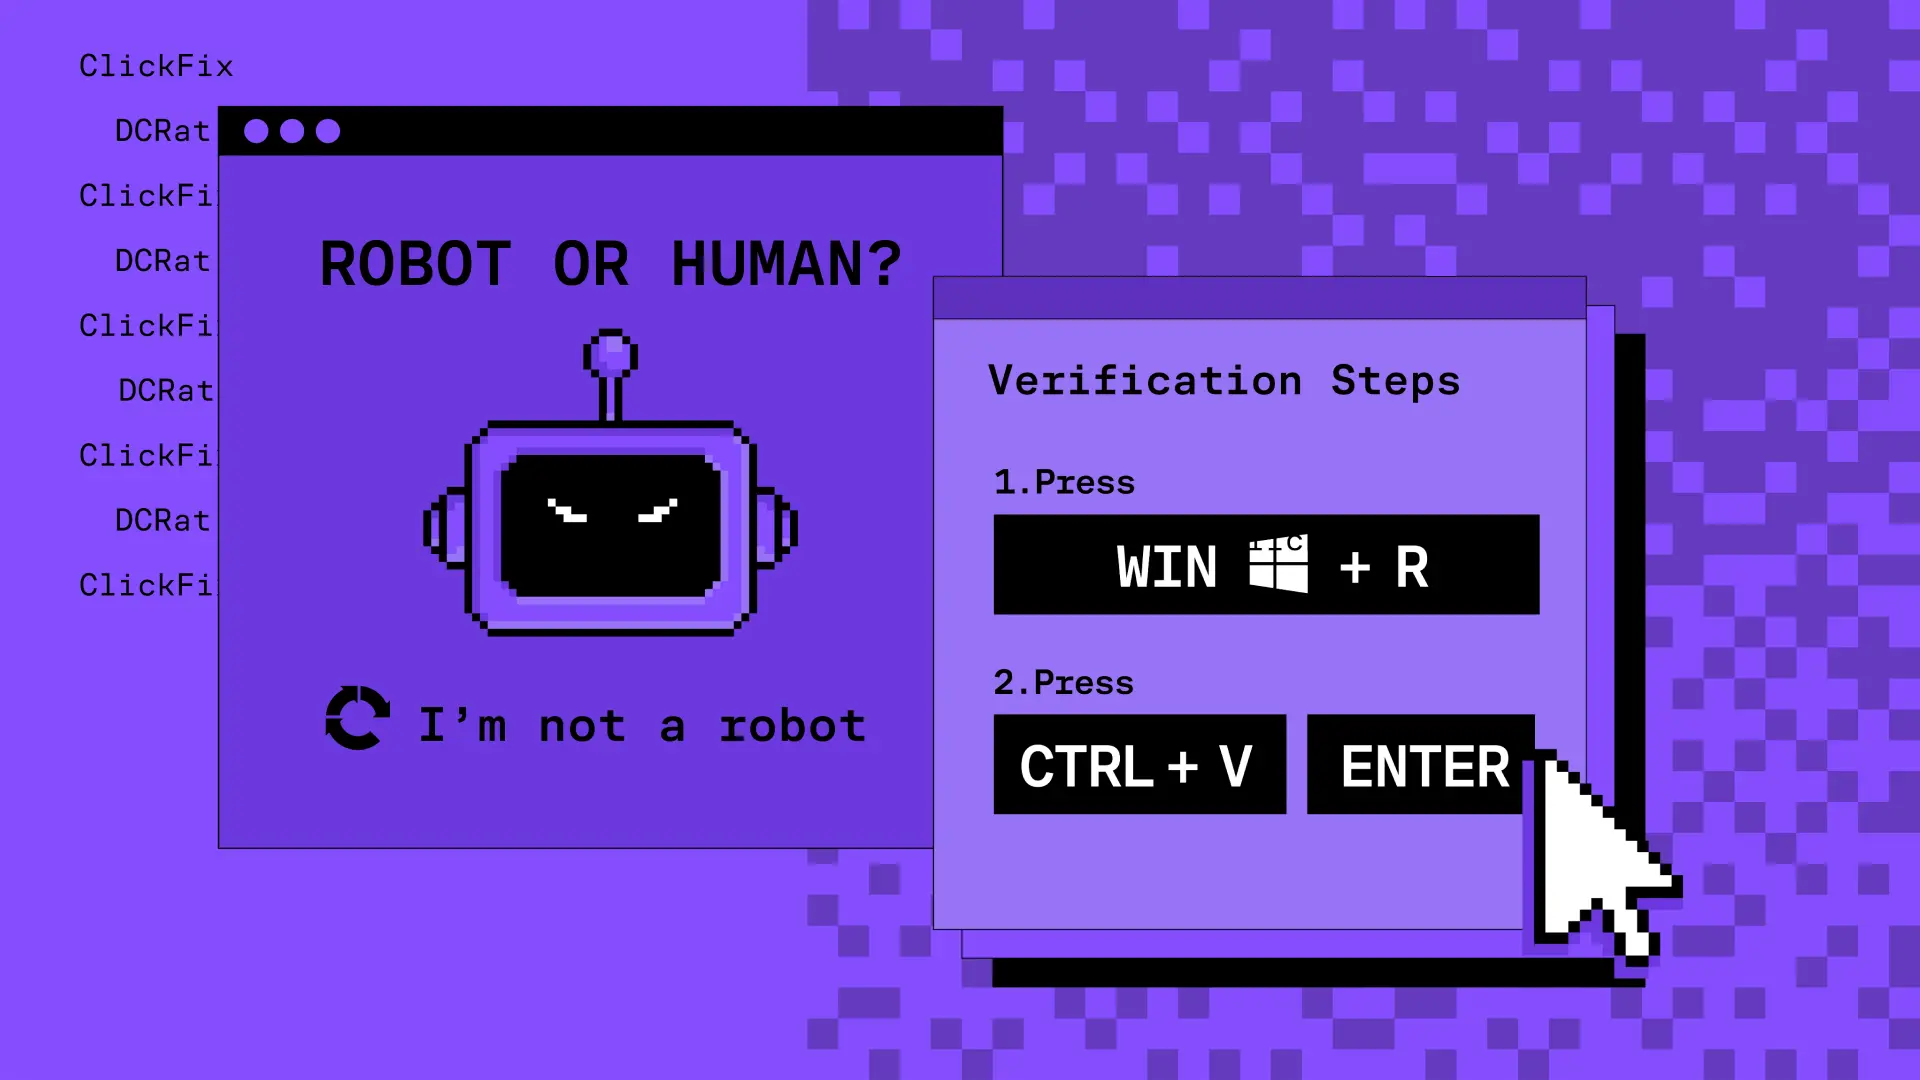 ClickFix
DCRat
ClickFi
DCRat
ClickFi
DCRat
ClickFi
DCRat
ClickFi
ROBOT OR HUMAN?
I’m not a robot
Verification Steps
1.Press
WIN + R
2.Press
CTRL + V
ENTER